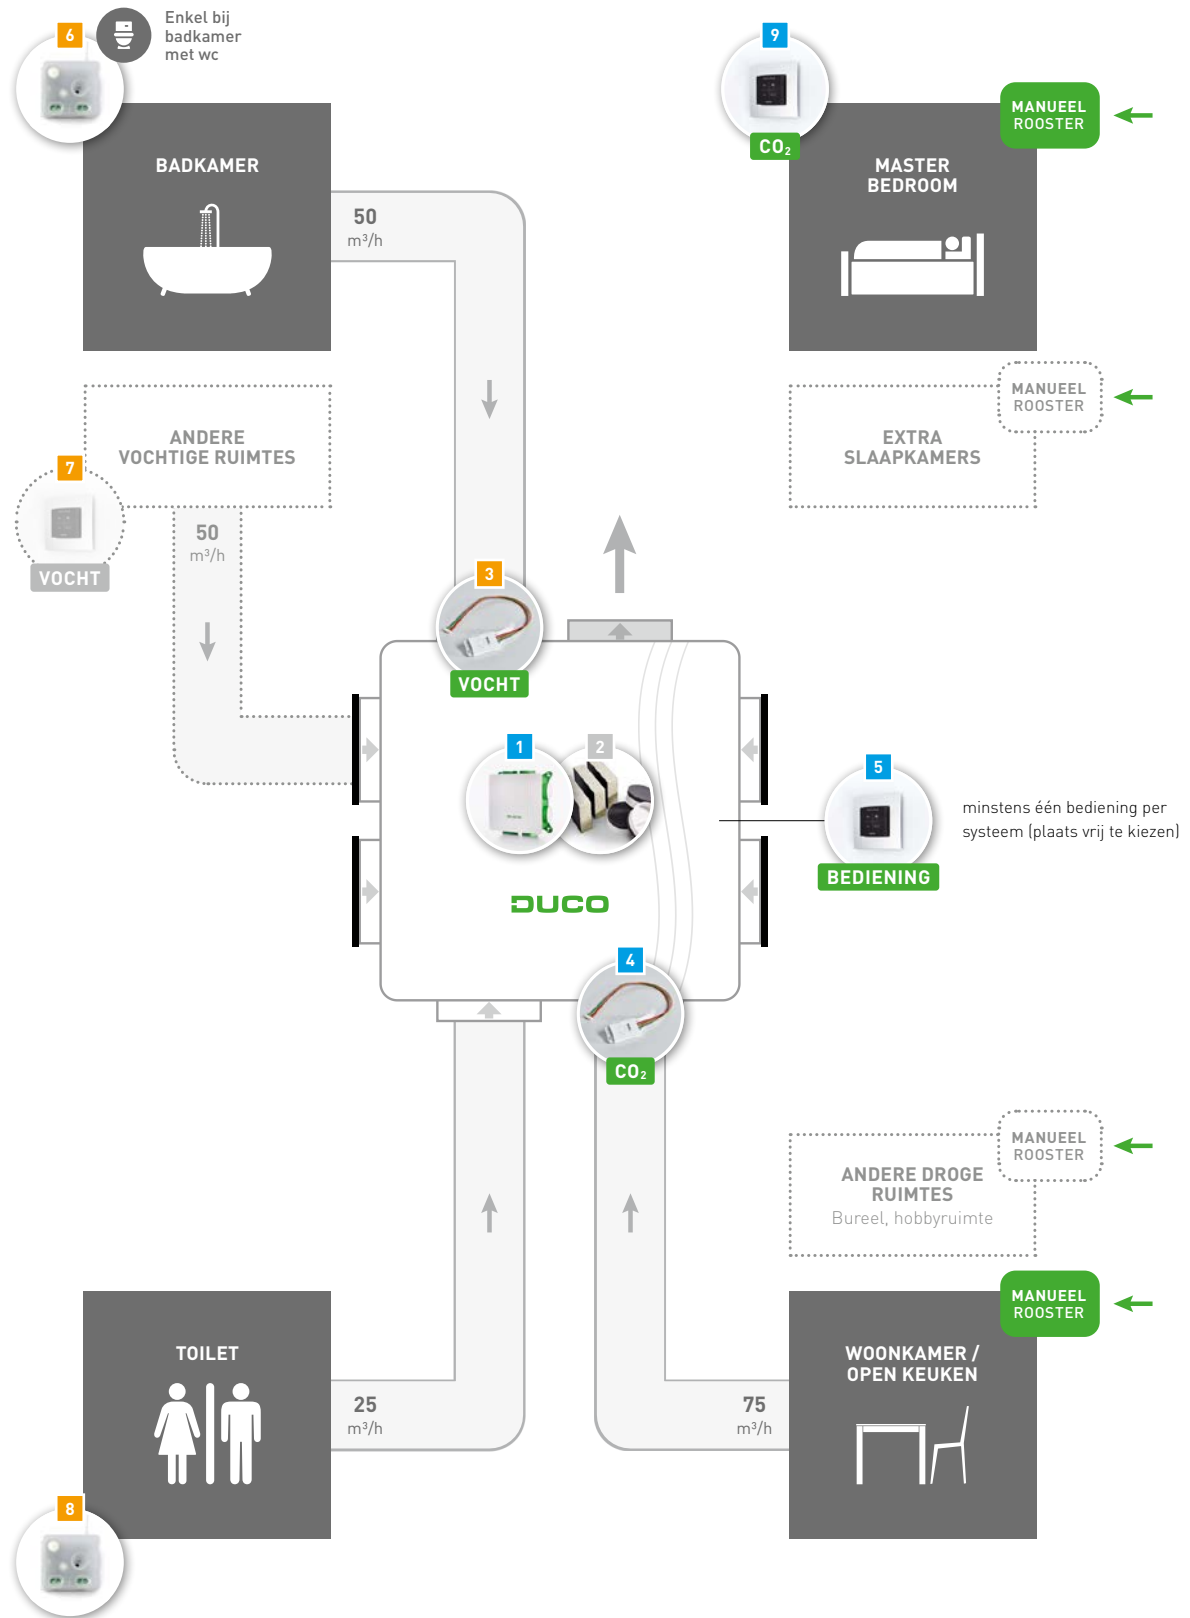 6
Enkel bij
badkamer
met wc
9
CO₂
MANUEEL
ROOSTER
BADKAMER
50
m³/h
MASTER
BEDROOM
MANUEEL
ROOSTER
ANDERE
VOCHTIGE RUIMTES
EXTRA
SLAAPKAMERS
7
VOCHT
50
m³/h
3
VOCHT
1
2
5
minstens één bediening per
systeem (plaats vrij te kiezen)
BEDIENING
DUCO
4
CO₂
MANUEEL
ROOSTER
ANDERE DROGE
RUIMTES
Bureel, hobbyruimte
MANUEEL
ROOSTER
TOILET
25
m³/h
75
m³/h
WOONKAMER /
OPEN KEUKEN
8